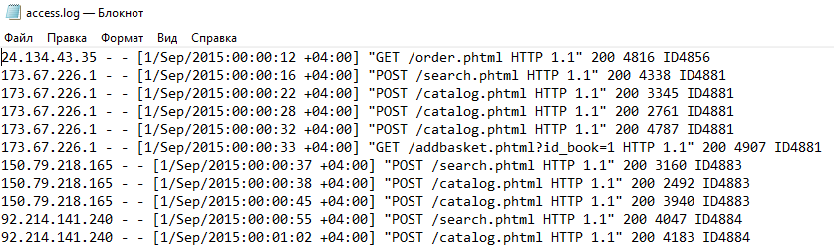 access.log — Блокнот
Файл Правка Формат Вид Справка
24.134.43.35 - - [1/Sep/2015:00:00:12 +04:00] "GET /order.phtml HTTP 1.1" 200 4816 ID4856
173.67.226.1 - - [1/Sep/2015:00:00:16 +04:00] "POST /search.phtml HTTP 1.1" 200 4338 ID4881
173.67.226.1 - - [1/Sep/2015:00:00:22 +04:00] "POST /catalog.phtml HTTP 1.1" 200 3345 ID4881
173.67.226.1 - - [1/Sep/2015:00:00:28 +04:00] "POST /catalog.phtml HTTP 1.1" 200 2761 ID4881
173.67.226.1 - - [1/Sep/2015:00:00:32 +04:00] "POST /catalog.phtml HTTP 1.1" 200 4787 ID4881
173.67.226.1 - - [1/Sep/2015:00:00:33 +04:00] "GET /addbasket.phtml?id_book=1 HTTP 1.1" 200 4907 ID4881
150.79.218.165 - - [1/Sep/2015:00:00:37 +04:00] "POST /search.phtml HTTP 1.1" 200 3160 ID4883
150.79.218.165 - - [1/Sep/2015:00:00:38 +04:00] "POST /catalog.phtml HTTP 1.1" 200 2492 ID4883
150.79.218.165 - - [1/Sep/2015:00:00:45 +04:00] "POST /catalog.phtml HTTP 1.1" 200 3940 ID4883
92.214.141.240 - - [1/Sep/2015:00:00:55 +04:00] "POST /search.phtml HTTP 1.1" 200 4047 ID4884
92.214.141.240 - - [1/Sep/2015:00:01:02 +04:00] "POST /catalog.phtml HTTP 1.1" 200 4183 ID4884